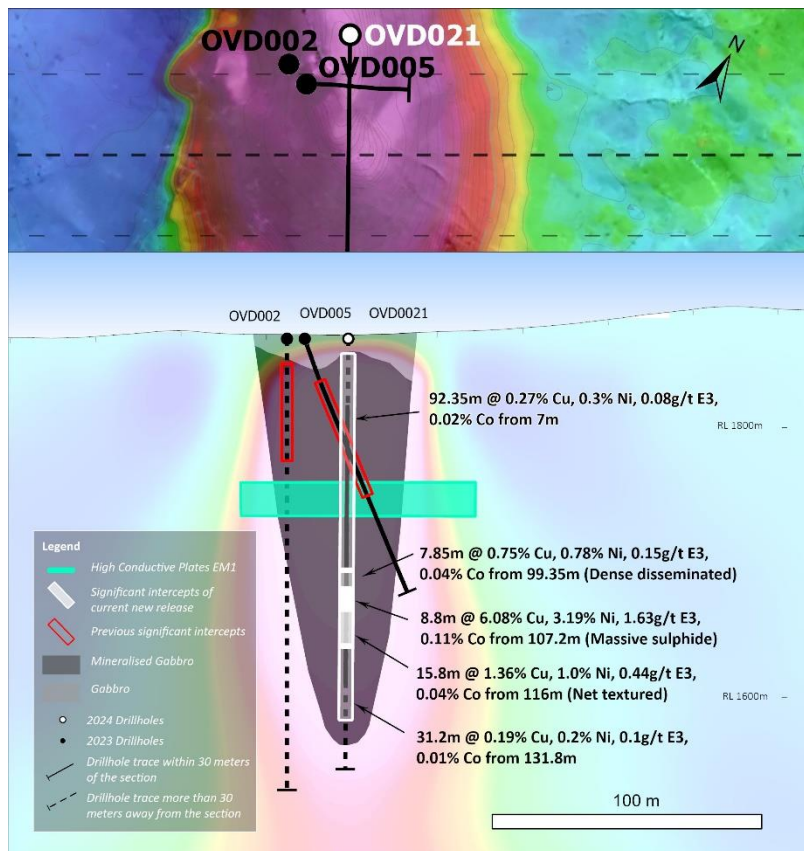 OVD002
OVD021
OVD005
N
OVD002
OVD005
OVD0021
92.35m @ 0.27% Cu, 0.3% Ni, 0.08g/t E3,
0.02% Co from 7m
RL 1800m
7.85m @ 0.75% Cu, 0.78% Ni, 0.15g/t E3,
0.04% Co from 99.35m (Dense disseminated)
8.8m @ 6.08% Cu, 3.19% Ni, 1.63g/t E3,
0.11% Co from 107.2m (Massive sulphide)
15.8m @ 1.36% Cu, 1.0% Ni, 0.44g/t E3,
0.04% Co from 116m (Net textured)
RL 1600m
31.2m @ 0.19% Cu, 0.2% Ni, 0.1g/t E3,
0.01% Co from 131.8m
100 m
Legend
High Conductive Plates EM1
Significant intercepts of
current new release
Previous significant intercepts
Mineralised Gabbro
Gabbro
2024 Drillholes
2023 Drillholes
Drillhole trace within 30 meters
of the section
Drillhole trace more than 30
meters away from the section